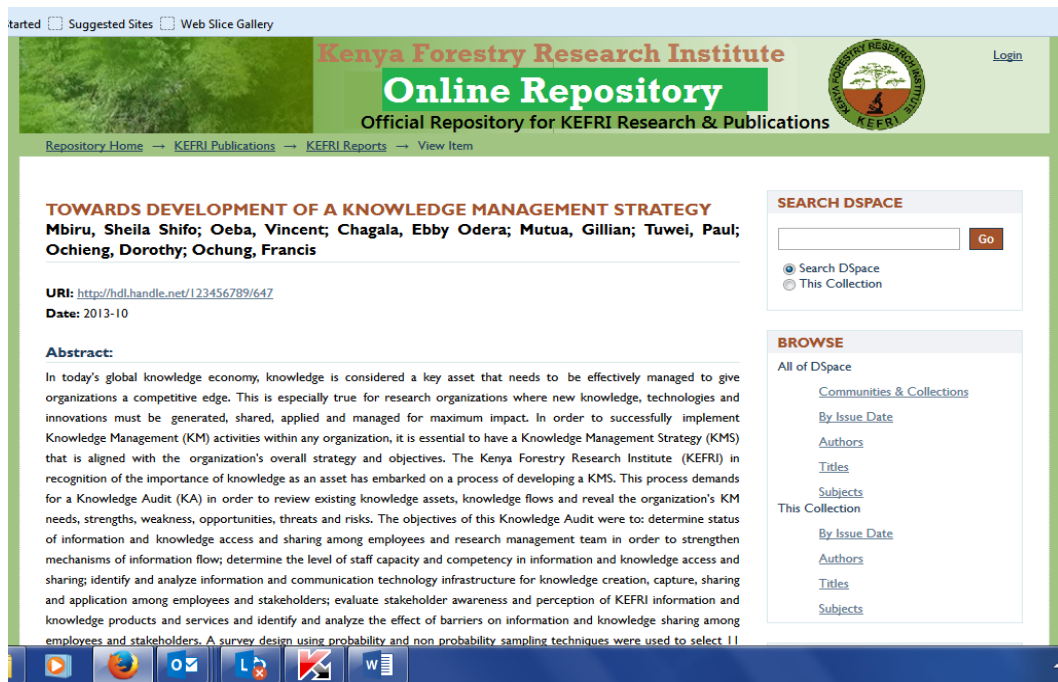 tarted Suggested Sites Web Slice Gallery
Kenya Forestry Research Institute
Online Repository
Official Repository for KEFRI Research & Publications
KENYA FORESTRY RESEARCH INSTITUTE
KEFRI
Login
Repository Home → KEFRI Publications → KEFRI Reports → View Item
TOWARDS DEVELOPMENT OF A KNOWLEDGE MANAGEMENT STRATEGY
Mbiru, Sheila Shifo; Oeba, Vincent; Chagala, Ebby Odera; Mutua, Gillian; Tuwei, Paul;
Ochieng, Dorothy; Ochung, Francis
URI: http://hdl.handle.net/123456789/647
Date: 2013-10
Abstract:
In today's global knowledge economy, knowledge is considered a key asset that needs to be effectively managed to give
organizations a competitive edge. This is especially true for research organizations where new knowledge, technologies and
innovations must be generated, shared, applied and managed for maximum impact. In order to successfully implement
Knowledge Management (KM) activities within any organization, it is essential to have a Knowledge Management Strategy (KMS)
that is aligned with the organization's overall strategy and objectives. The Kenya Forestry Research Institute (KEFRI) in
recognition of the importance of knowledge as an asset has embarked on a process of developing a KMS. This process demands
for a Knowledge Audit (KA) in order to review existing knowledge assets, knowledge flows and reveal the organization's KM
needs, strengths, weakness, opportunities, threats and risks. The objectives of this Knowledge Audit were to: determine status
of information and knowledge access and sharing among employees and research management team in order to strengthen
mechanisms of information flow; determine the level of staff capacity and competency in information and knowledge access and
sharing; identify and analyze information and communication technology infrastructure for knowledge creation, capture, sharing
and application among employees and stakeholders; evaluate stakeholder awareness and perception of KEFRI information and
knowledge products and services and identify and analyze the effect of barriers on information and knowledge sharing among
employees and stakeholders. A survey design using probability and non probability sampling techniques were used to select 11
SEARCH DSPACE
Go
Search DSpace
This Collection
BROWSE
All of DSpace
Communities & Collections
By Issue Date
Authors
Titles
Subjects
This Collection
By Issue Date
Authors
Titles
Subjects